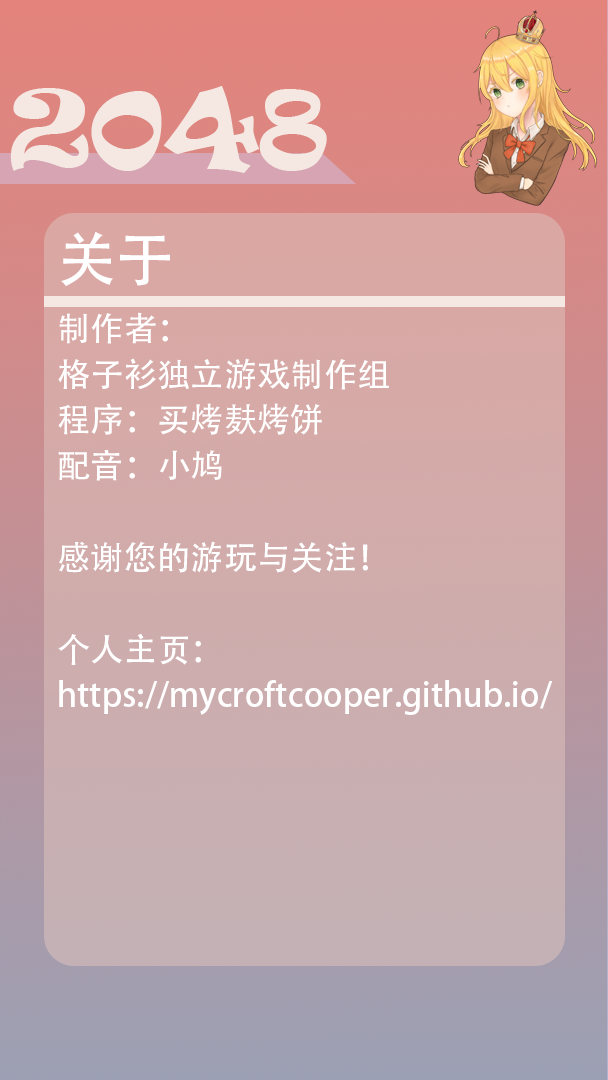 2048
关于
制作者：
格子衫独立游戏制作组
程序：买烤麸烤饼
配音：小鸠
感谢您的游玩与关注！
个人主页：
https://mycroftcooper.github.io/